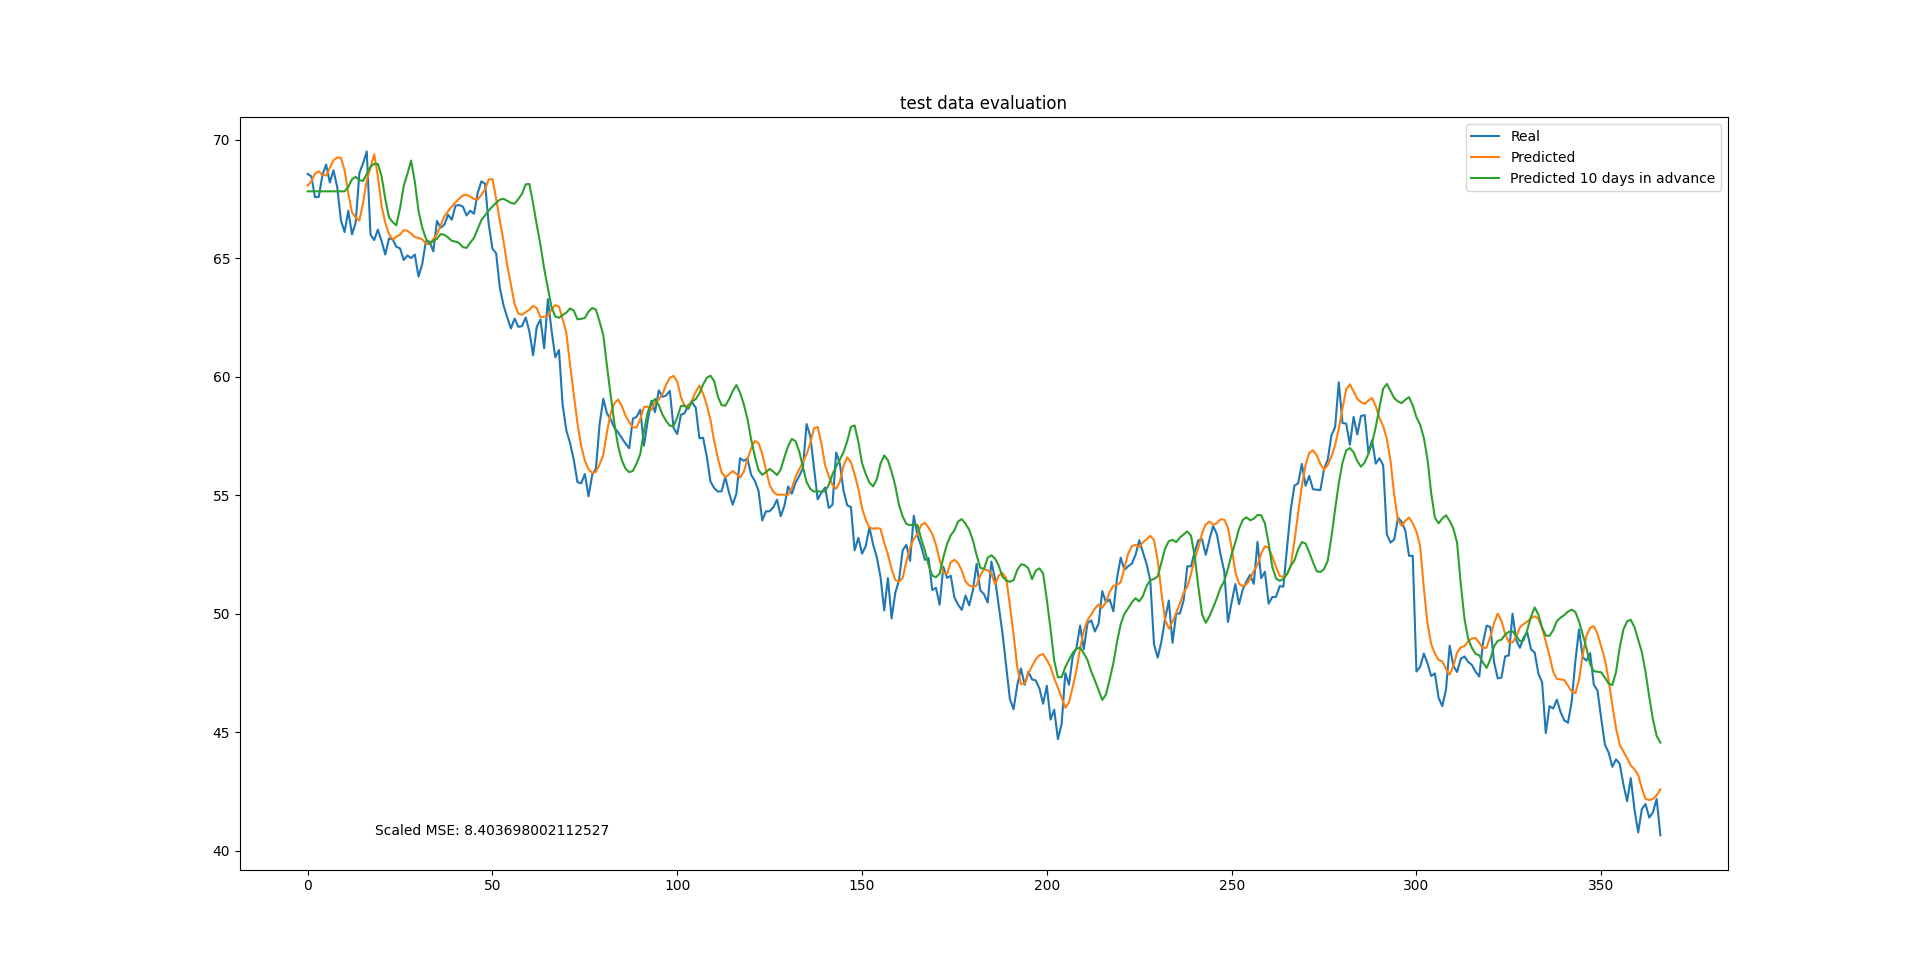 test data evaluation
Real
Predicted
Predicted 10 days in advance
70
65
60
55
50
45
40
Scaled MSE: 8.403698002112527
0 50 100 150 200 250 300 350